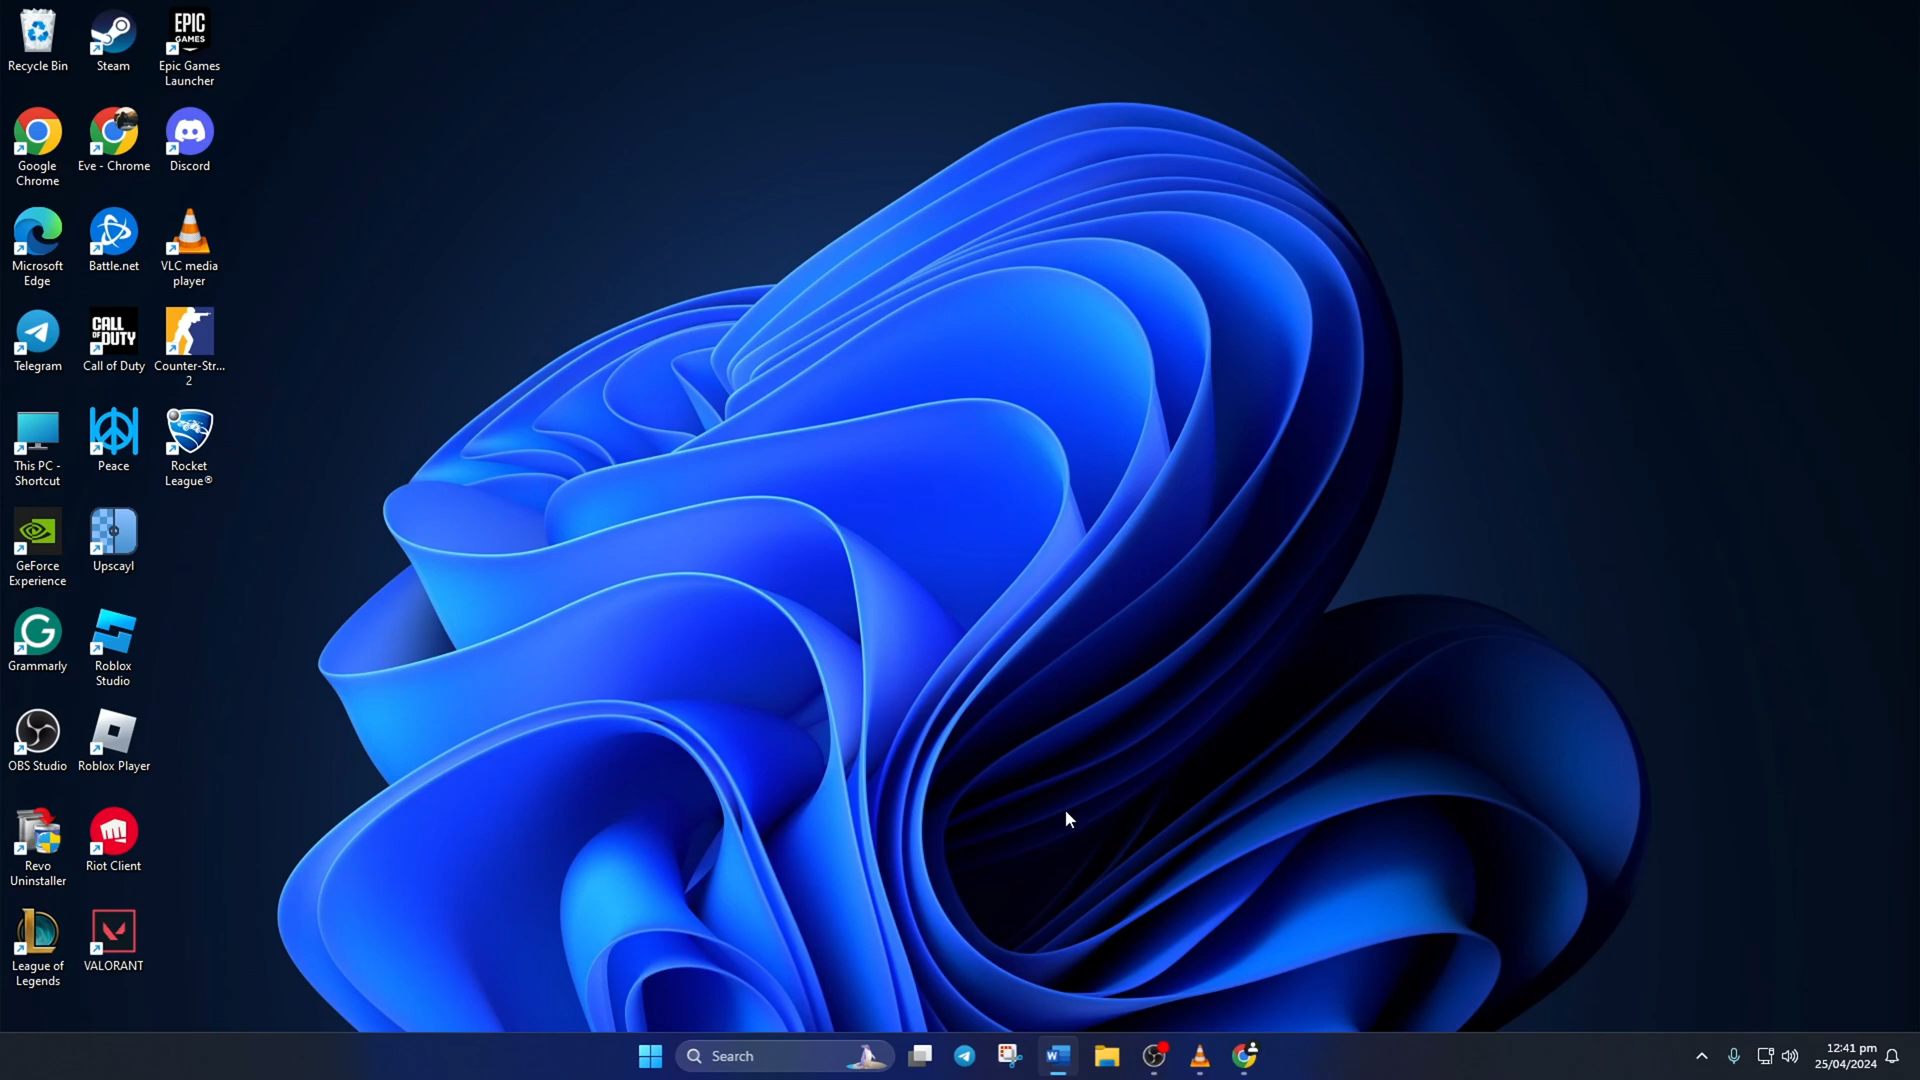 Recycle Bin
Steam
EPIC
GAMES
Epic Games
Launcher
Google
Chrome
Eve - Chrome
Discord
Microsoft
Edge
Battle.net
VLC media
player
Telegram
CALL
OF DUTY
Call of Duty
Counter-Str...
2
This PC -
Shortcut
Peace
Rocket
League®
GeForce
Experience
Upscayl
Grammarly
Roblox
Studio
OBS Studio
Roblox Player
Revo
Uninstaller
Riot Client
League of
Legends
VALORANT
Search
W
12:41 pm
25/04/2024